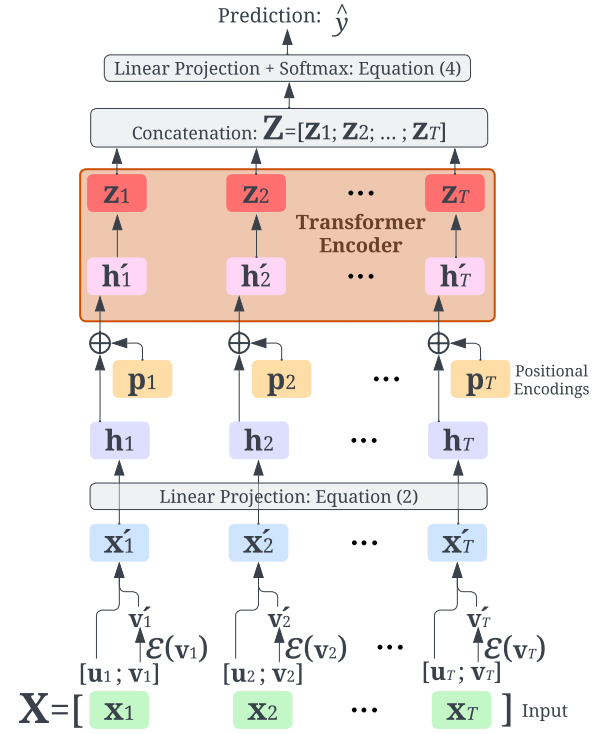 Prediction: ŷ
Linear Projection + Softmax: Equation (4)
Concatenation: Z=[z1; z2; ... ; zT]
z1 z2 ... zT
Transformer
Encoder
h´1 h´2 ... h´T
p1 p2 ... pT
Positional
Encodings
h1 h2 ... hT
Linear Projection: Equation (2)
x´1 x´2 ... x´T
v´1 v´2 v´T
ℰ(v1) ℰ(v2) ... ℰ(vT)
[u1 ; v1] [u2 ; v2] [uT ; vT]
X=[ x1 x2 ... xT ] Input